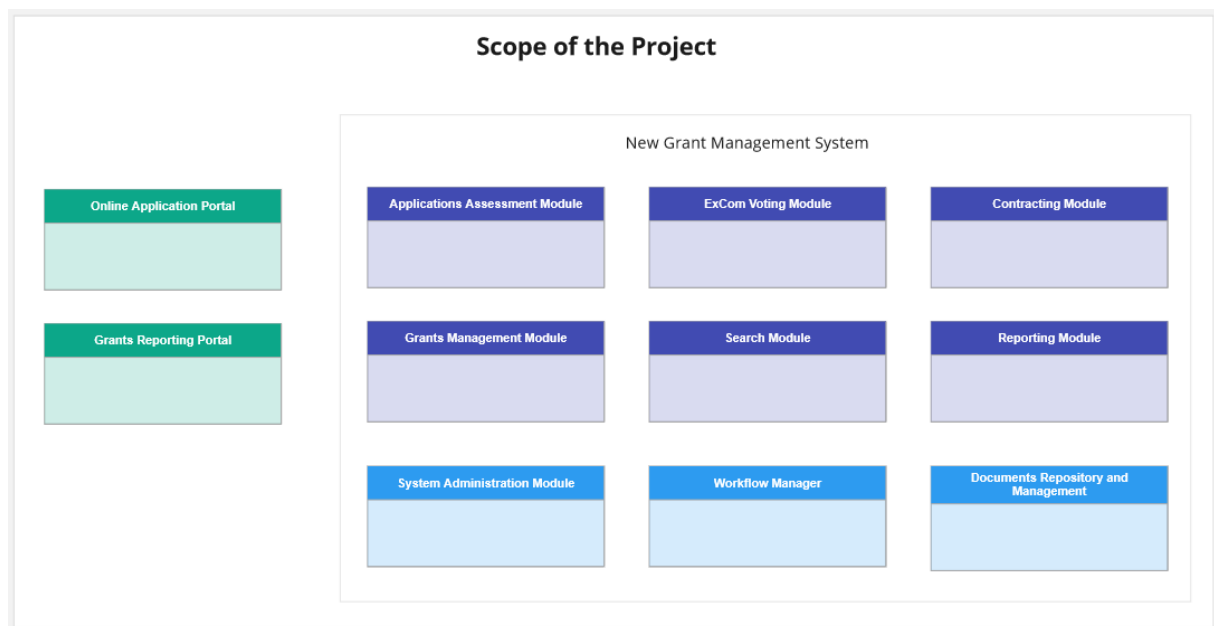 Scope of the Project
New Grant Management System
Online Application Portal
Grants Reporting Portal
Applications Assessment Module
ExCom Voting Module
Contracting Module
Grants Management Module
Search Module
Reporting Module
System Administration Module
Workflow Manager
Documents Repository and
Management